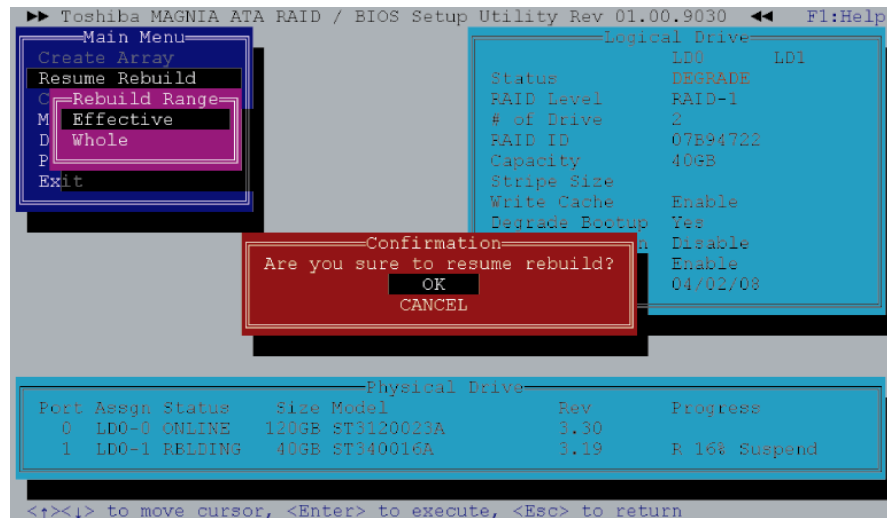 ▶▶ Toshiba MAGNIA ATA RAID / BIOS Setup Utility Rev 01.00.9030 ◀◀ F1:Help
Main Menu
Create Array
Resume Rebuild
C
M
D
P
Exit
Rebuild Range
Effective
Whole
Logical Drive
LD0 LD1
Status DEGRADE
RAID Level RAID-1
# of Drive 2
RAID ID 07B94722
Capacity 40GB
Stripe Size
Write Cache Enable
Degrade Bootup Yes
n Disable
Enable
04/02/08
Confirmation
Are you sure to resume rebuild?
OK
CANCEL
Physical Drive
Port Assgn Status Size Model Rev Progress
0 LD0-0 ONLINE 120GB ST3120023A 3.30
1 LD0-1 RBLDING 40GB ST340016A 3.19 R 16% Suspend
<↑><↓> to move cursor, <Enter> to execute, <Esc> to return